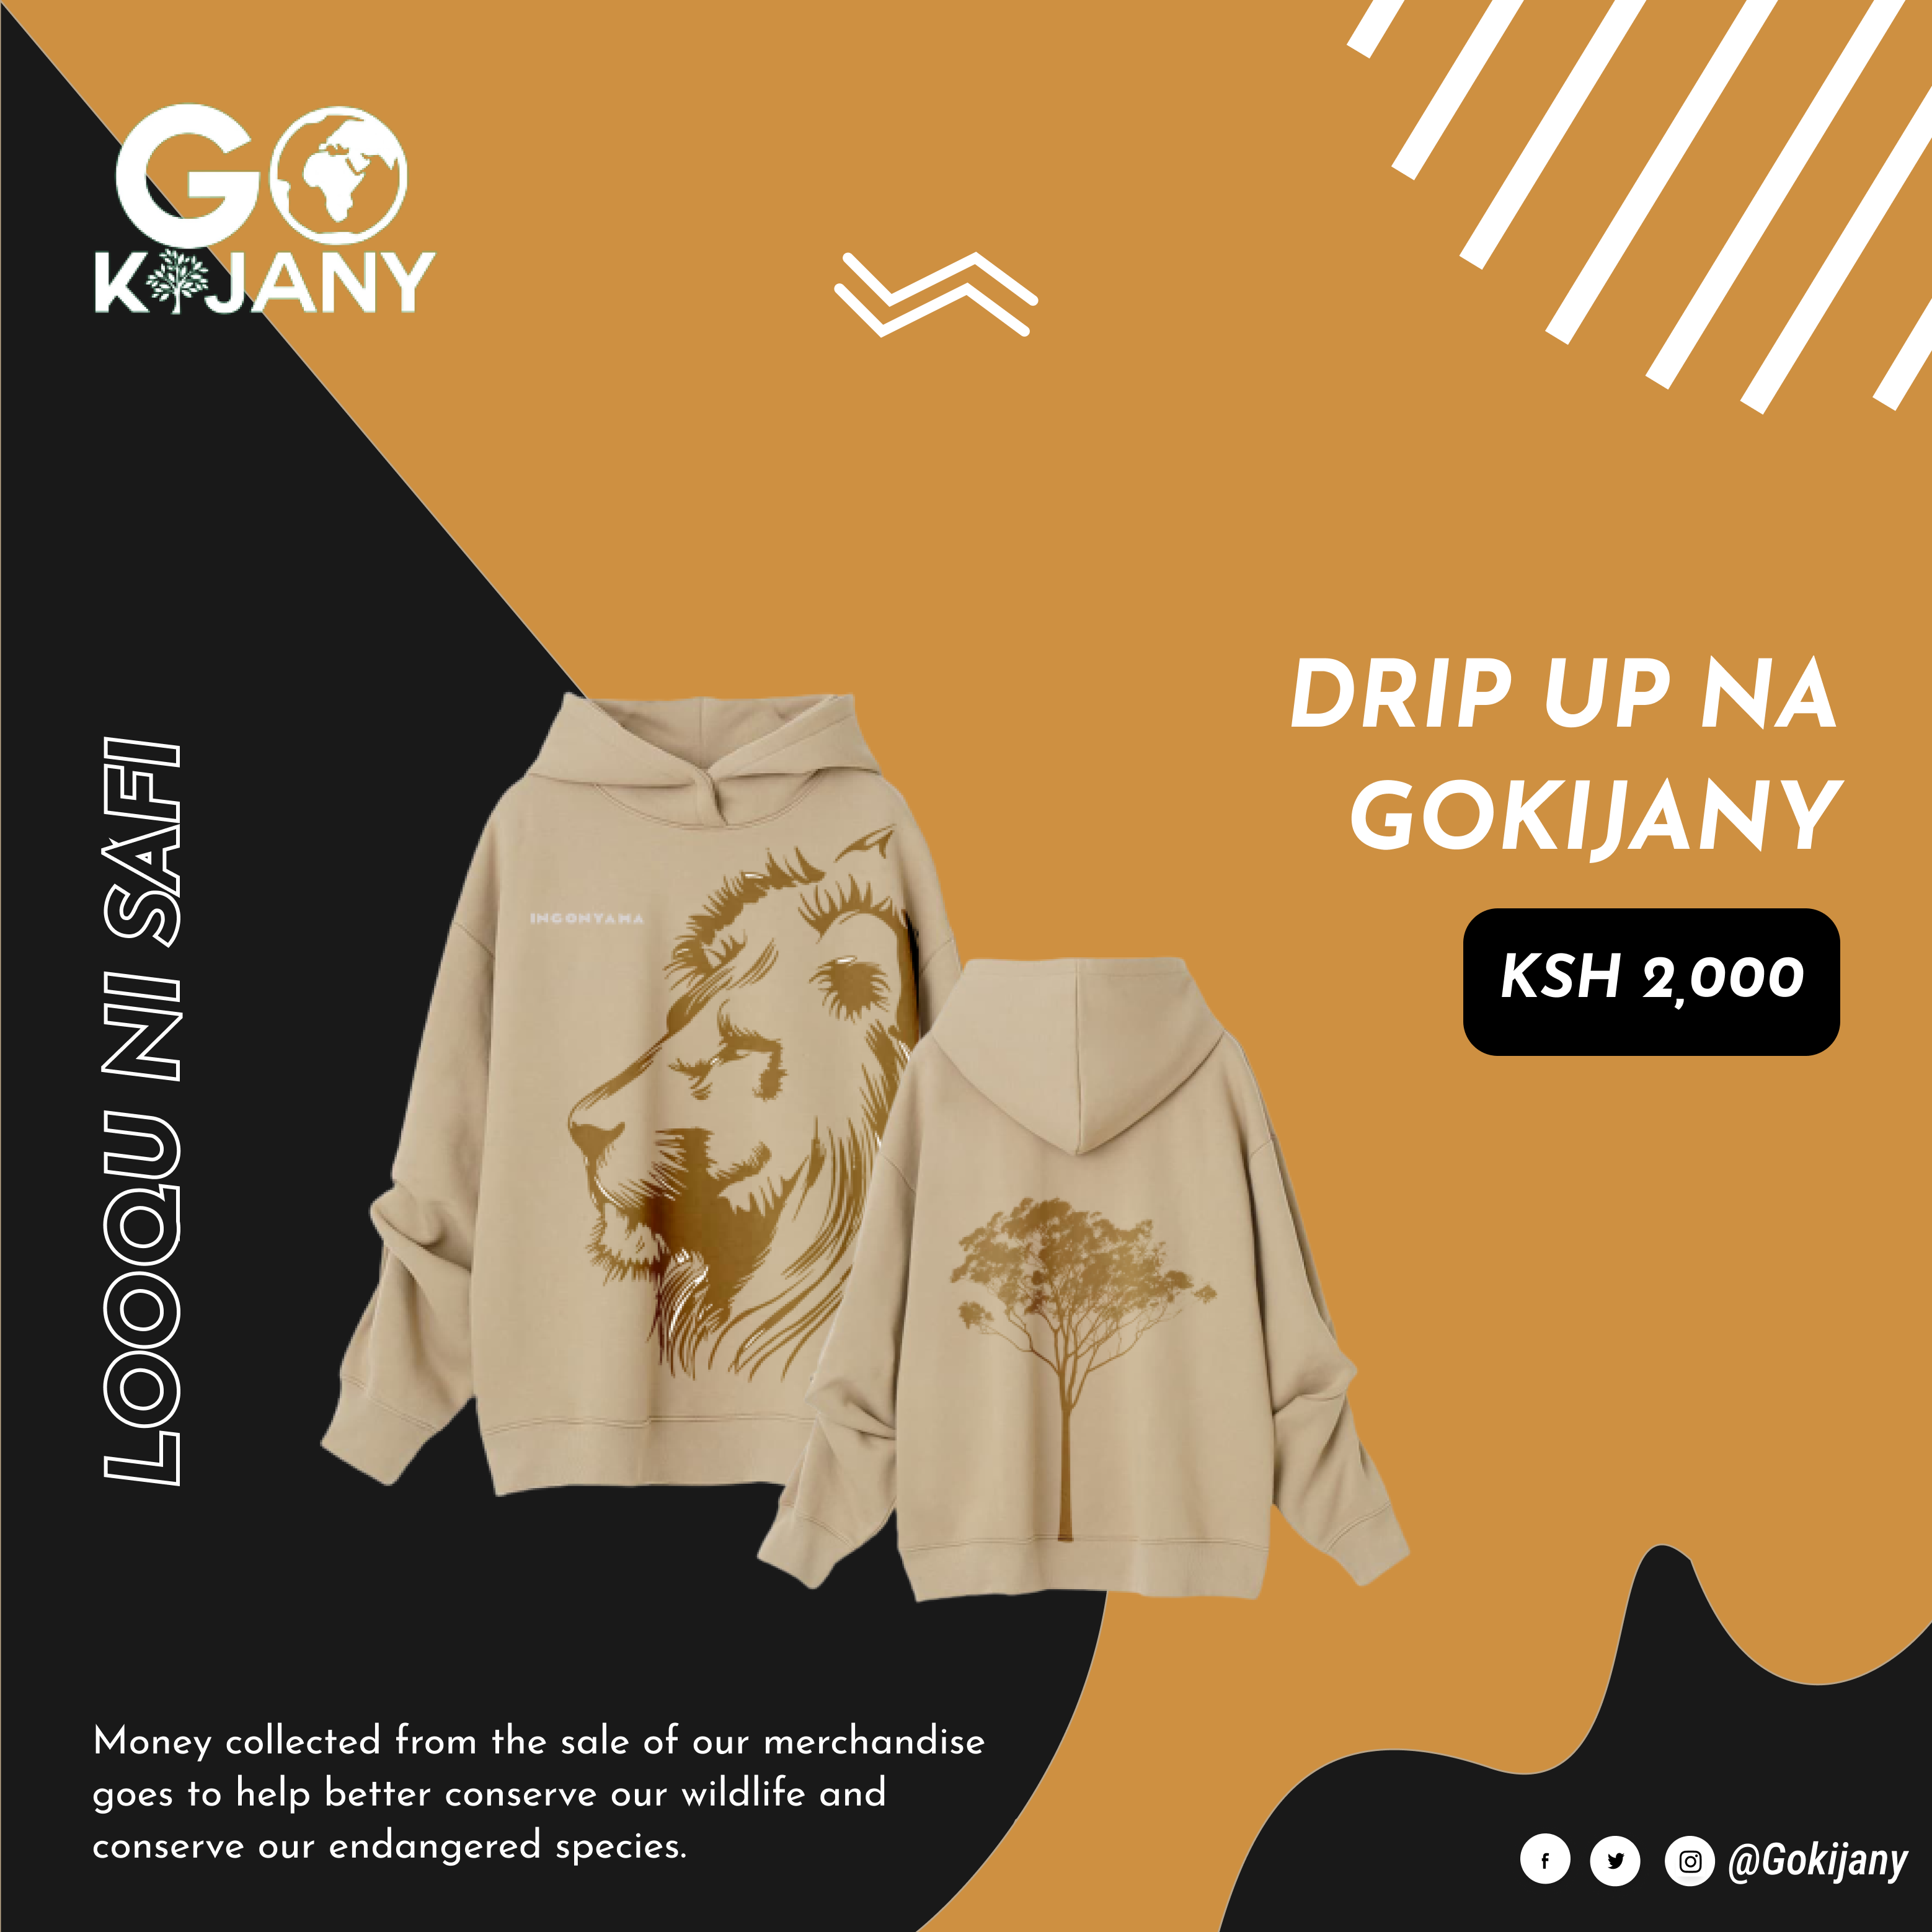 GO
KIJANY
DRIP UP NA
GOKIJANY
KSH 2,000
LOOQU NI SAFI
INGONYAMA
Money collected from the sale of our merchandise
goes to help better conserve our wildlife and
conserve our endangered species.
@Gokijany